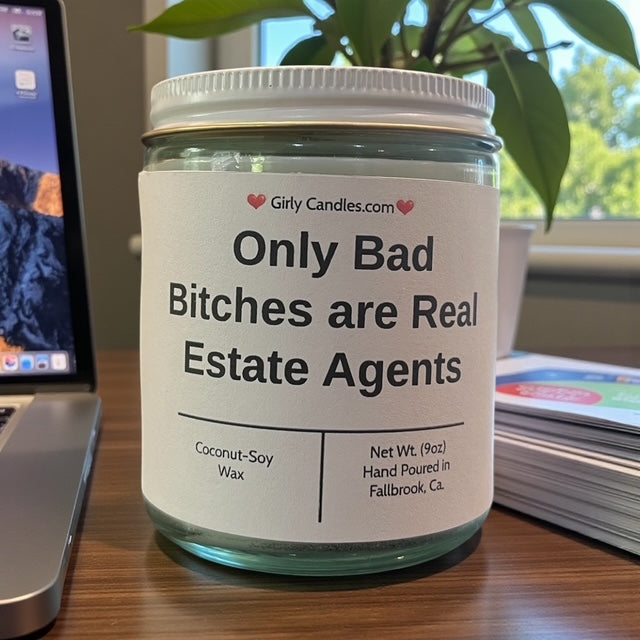 Girly Candles.com
Only Bad
Bitches are Real
Estate Agents
Coconut-Soy
Wax
Net Wt. (9oz)
Hand Poured in
Fallbrook, Ca.